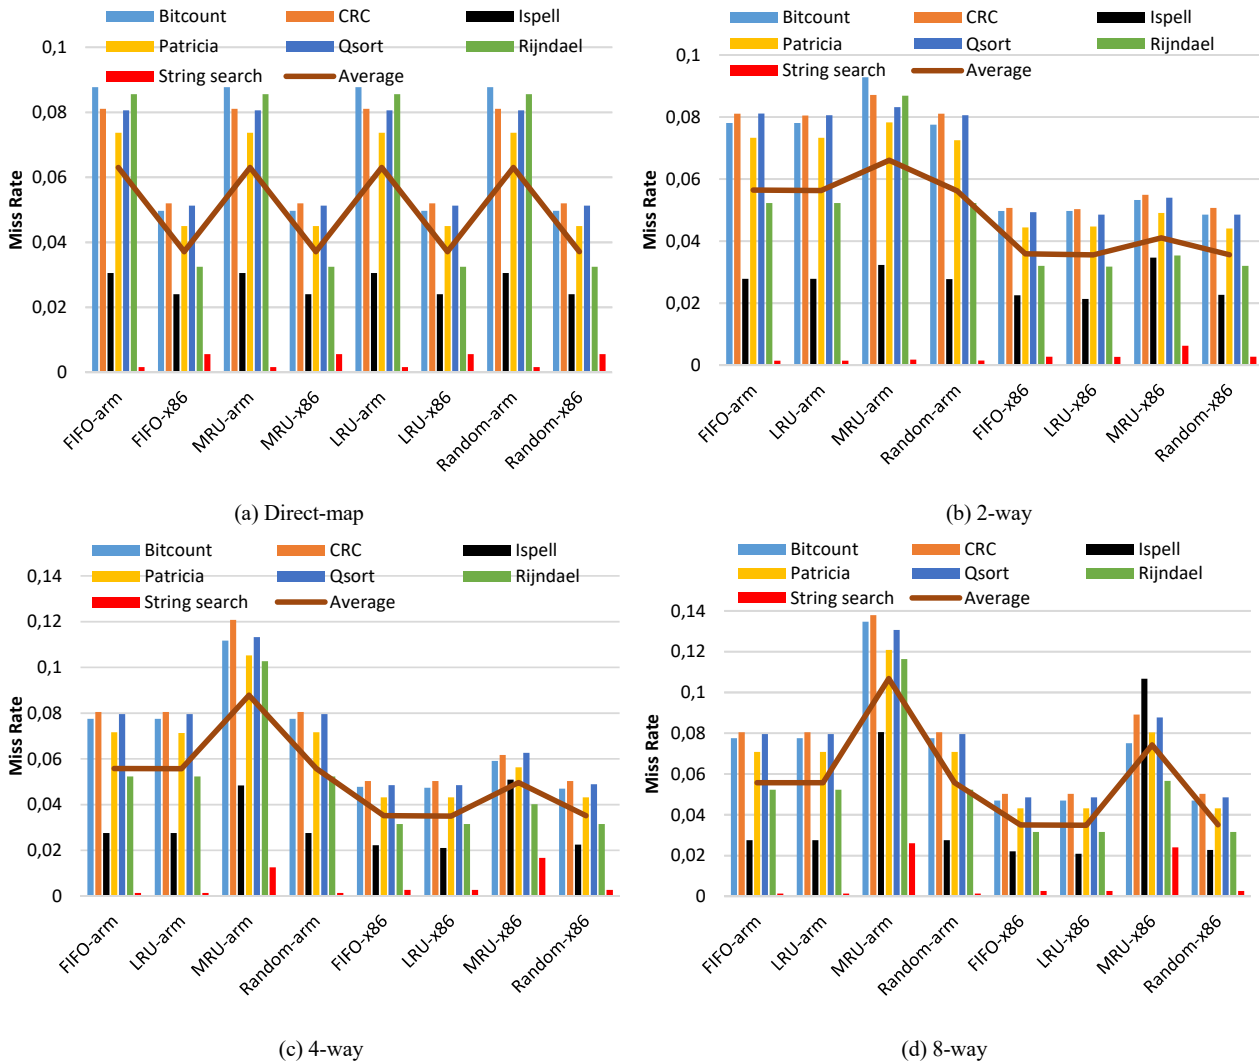 Bitcount CRC Ispell
Patricia Qsort Rijndael
String search Average
0,1
0,08
0,06
0,04
0,02
0
Miss Rate
FIFO-arm
FIFO-x86
MRU-arm
MRU-x86
LRU-arm
LRU-x86
Random-arm
Random-x86
(a) Direct-map
Bitcount CRC Ispell
Patricia Qsort Rijndael
String search Average
0,1
0,08
0,06
0,04
0,02
0
Miss Rate
FIFO-arm
LRU-arm
MRU-arm
Random-arm
FIFO-x86
LRU-x86
MRU-x86
Random-x86
(b) 2-way
Bitcount CRC Ispell
Patricia Qsort Rijndael
String search Average
0,14
0,12
0,1
0,08
0,06
0,04
0,02
0
Miss Rate
FIFO-arm
LRU-arm
MRU-arm
Random-arm
FIFO-x86
LRU-x86
MRU-x86
Random-x86
(c) 4-way
Bitcount CRC Ispell
Patricia Qsort Rijndael
String search Average
0,14
0,12
0,1
0,08
0,06
0,04
0,02
0
Miss Rate
FIFO-arm
LRU-arm
MRU-arm
Random-arm
FIFO-x86
LRU-x86
MRU-x86
Random-x86
(d) 8-way